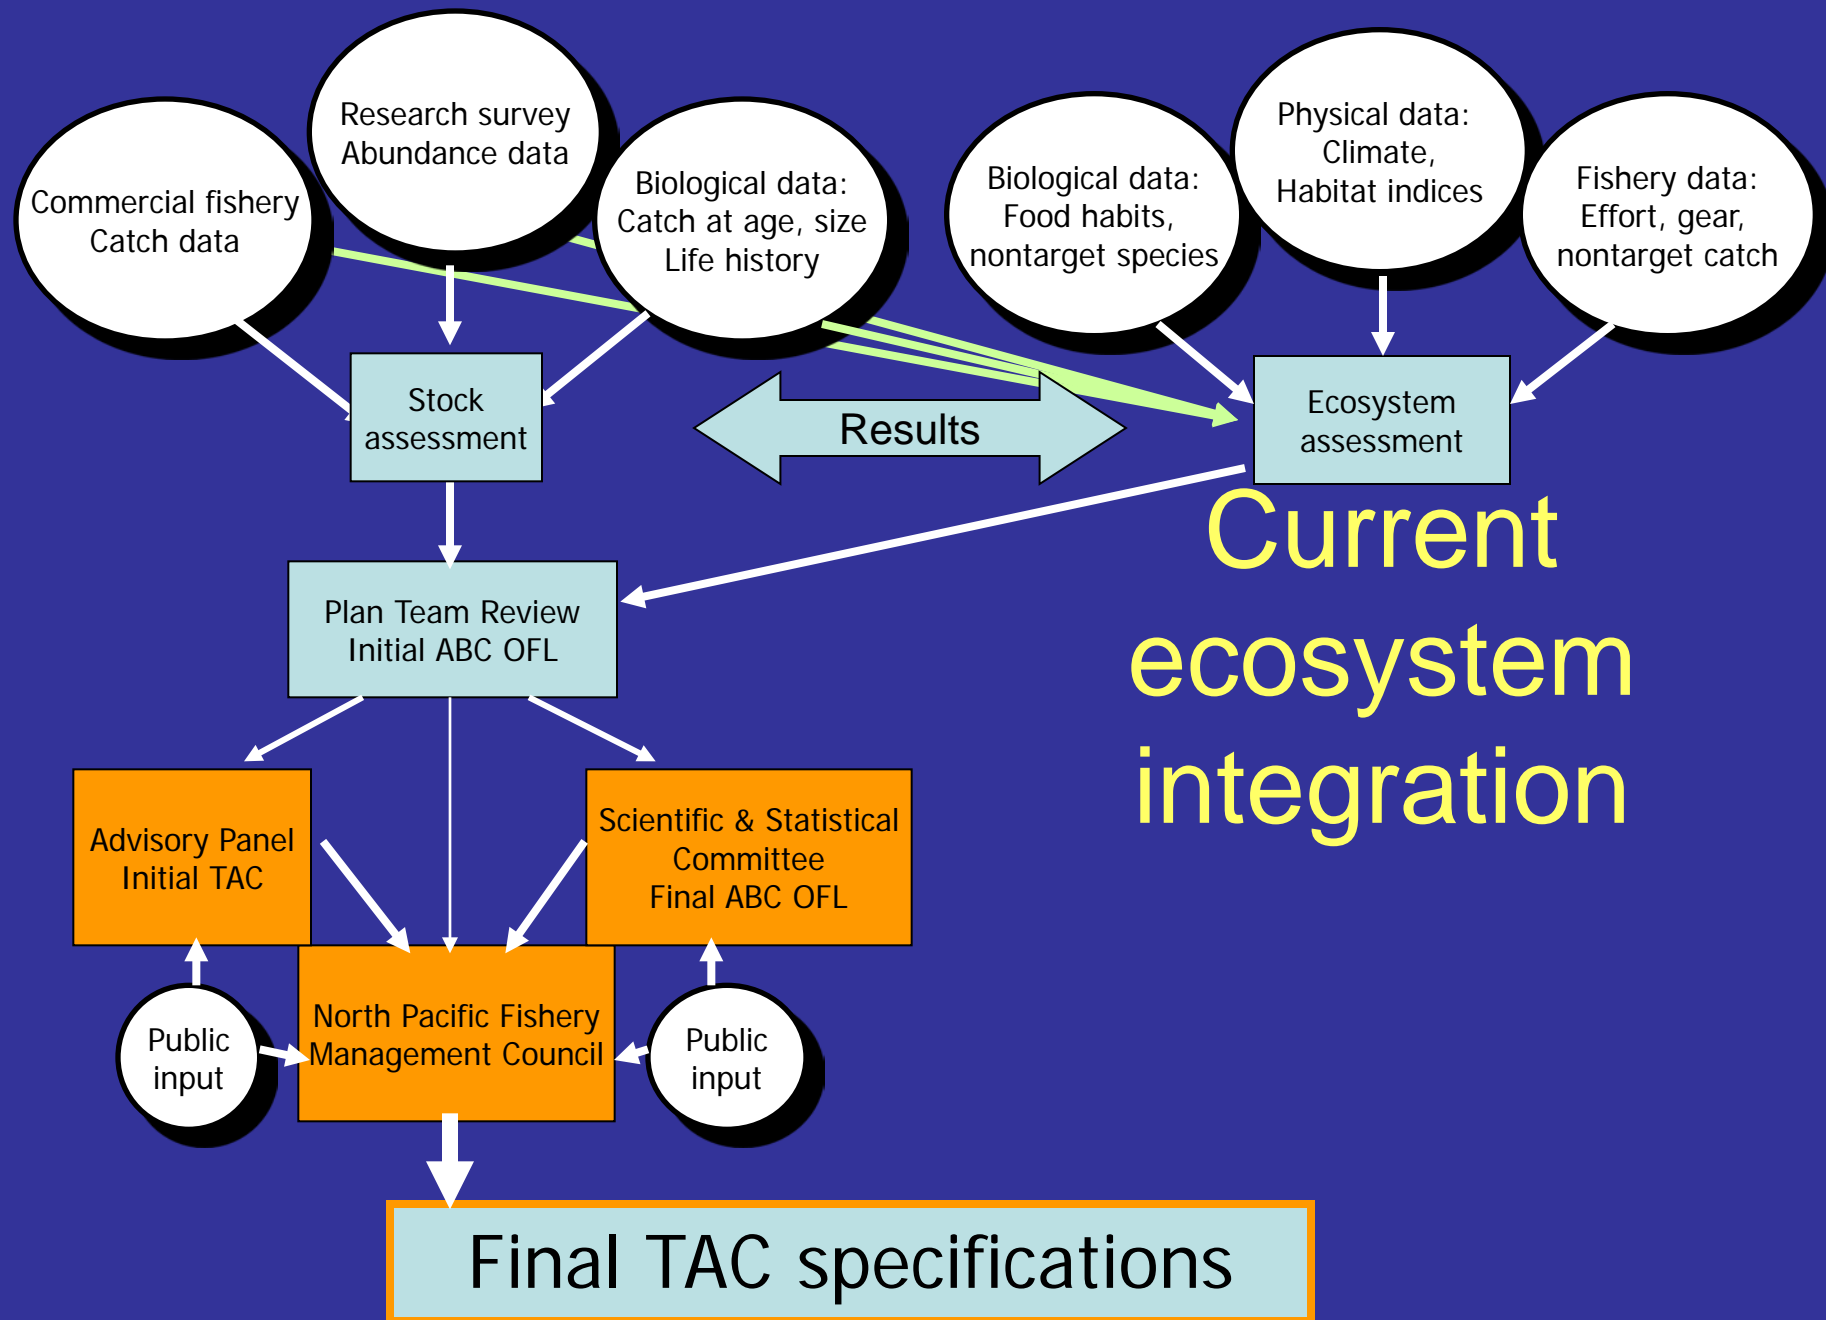 Commercial fishery
Catch data
Research survey
Abundance data
Biological data:
Catch at age, size
Life history
Biological data:
Food habits,
nontarget species
Physical data:
Climate,
Habitat indices
Fishery data:
Effort, gear,
nontarget catch
Stock
assessment
Results
Ecosystem
assessment
Current
ecosystem
integration
Plan Team Review
Initial ABC OFL
Advisory Panel
Initial TAC
Scientific & Statistical
Committee
Final ABC OFL
Public
input
North Pacific Fishery
Management Council
Public
input
Final TAC specifications